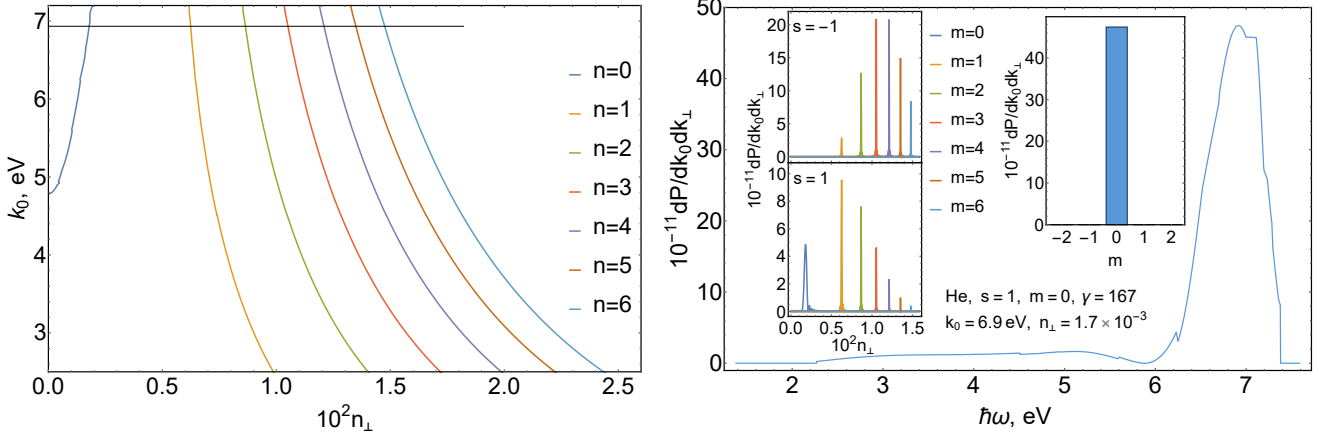 7
6
5
4
3
0.0
0.5
1.0
1.5
2.0
2.5
k₀, eV
10²n⊥
n=0
n=1
n=2
n=3
n=4
n=5
n=6
50
40
30
20
10
0
2
3
4
5
6
7
10⁻¹¹dP/dk₀dk⊥
ħω, eV
s = −1
20
15
10
5
0
10⁻¹¹dP/dk₀dk⊥
s = 1
10
8
6
4
2
0
0.0 0.5 1.0 1.5
10²n⊥
m=0
m=1
m=2
m=3
m=4
m=5
m=6
40
30
20
10
0
-2 -1 0 1 2
10⁻¹¹dP/dk₀dk⊥
m
He, s = 1, m = 0, γ = 167
k₀ = 6.9 eV, n⊥ = 1.7 × 10⁻³